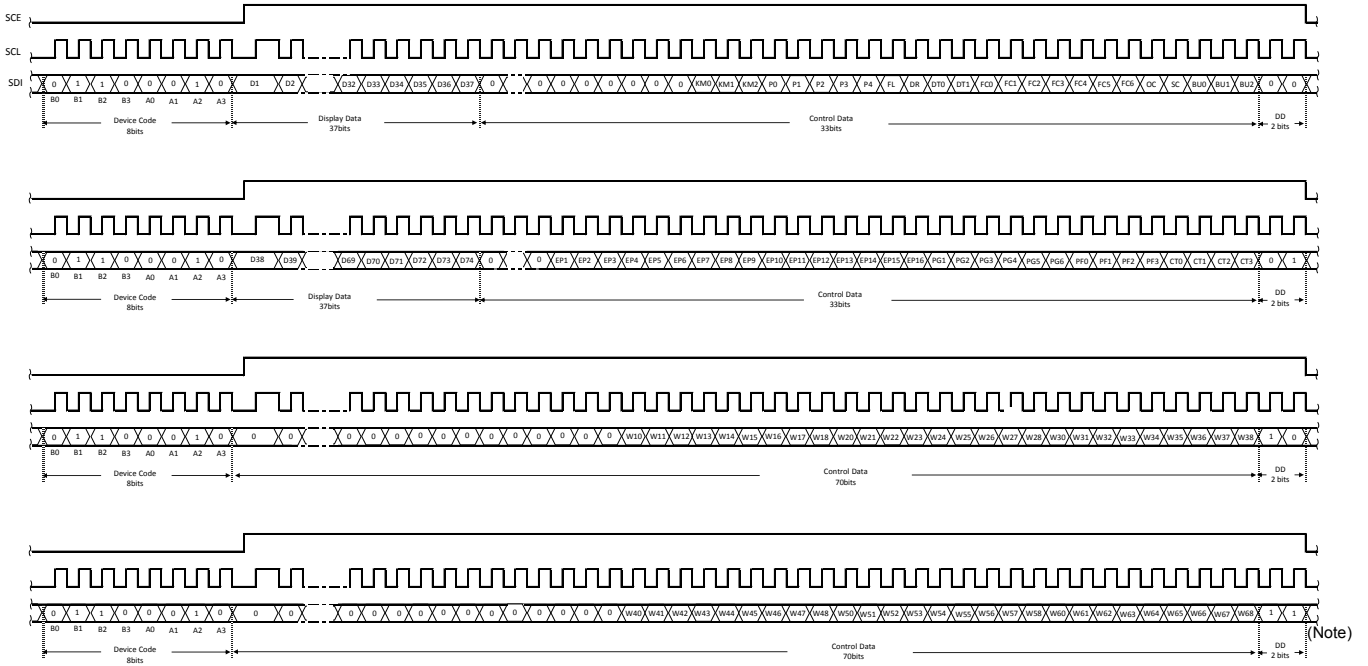 SCE
SCL
SDI 0 1 1 0 0 0 1 0 D1 D2 D32 D33 D34 D35 D36 D37 0 0 0 0 0 0 0 0 KM0 KM1 KM2 P0 P1 P2 P3 P4 FL DR DT0 DT1 FC0 FC1 FC2 FC3 FC4 FC5 FC6 OC SC BU0 BU1 BU2 0 0
B0 B1 B2 B3 A0 A1 A2 A3
Device Code
8bits
Display Data
37bits
Control Data
33bits
DD
2 bits
0 1 1 0 0 0 1 0 D38 D39 D69 D70 D71 D72 D73 D74 0 0 EP1 EP2 EP3 EP4 EP5 EP6 EP7 EP8 EP9 EP10 EP11 EP12 EP13 EP14 EP15 EP16 PG1 PG2 PG3 PG4 PG5 PG6 PF0 PF1 PF2 PF3 CT0 CT1 CT2 CT3 0 1
B0 B1 B2 B3 A0 A1 A2 A3
Device Code
8bits
Display Data
37bits
Control Data
33bits
DD
2 bits
0 1 1 0 0 0 1 0 0 0 0 0 0 0 0 0 0 0 0 0 0 0 W10 W11 W12 W13 W14 W15 W16 W17 W18 W20 W21 W22 W23 W24 W25 W26 W27 W28 W30 W31 W32 W33 W34 W35 W36 W37 W38 1 0
B0 B1 B2 B3 A0 A1 A2 A3
Device Code
8bits
Control Data
70bits
DD
2 bits
0 1 1 0 0 0 1 0 0 0 0 0 0 0 0 0 0 0 0 0 0 0 W40 W41 W42 W43 W44 W45 W46 W47 W48 W50 W51 W52 W53 W54 W55 W56 W57 W58 W60 W61 W62 W63 W64 W65 W66 W67 W68 1 1
B0 B1 B2 B3 A0 A1 A2 A3
(Note)
Device Code
8bits
Control Data
70bits
DD
2 bits